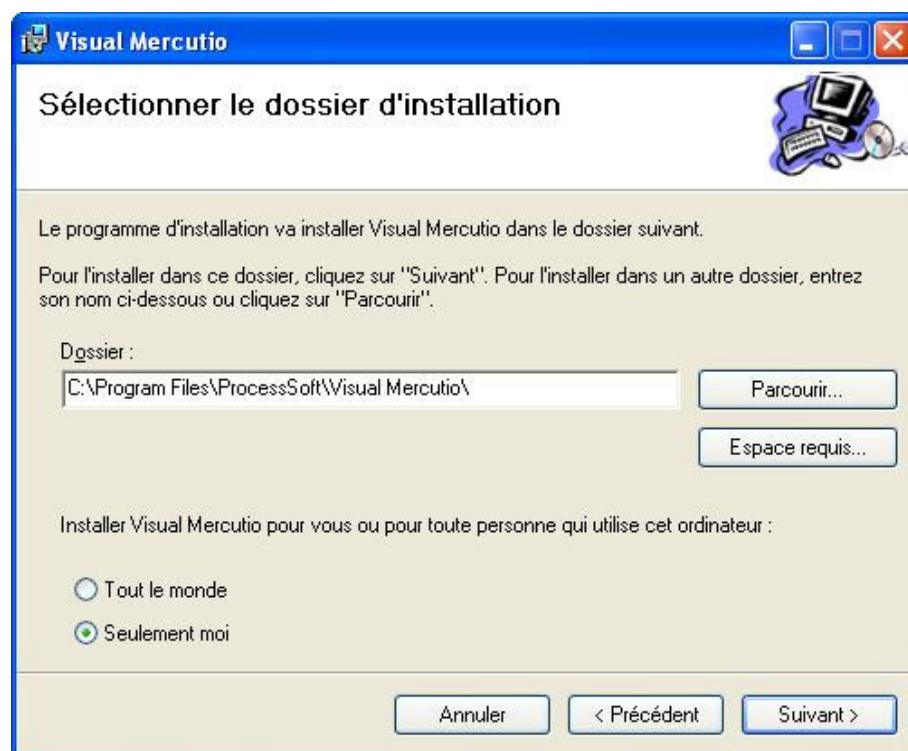 Visual Mercutio
Sélectionner le dossier d'installation
Le programme d'installation va installer Visual Mercutio dans le dossier suivant.
Pour l'installer dans ce dossier, cliquez sur "Suivant". Pour l'installer dans un autre dossier, entrez
son nom ci-dessous ou cliquez sur "Parcourir".
Dossier :
C:\Program Files\ProcessSoft\Visual Mercutio\
Parcourir...
Espace requis...
Installer Visual Mercutio pour vous ou pour toute personne qui utilise cet ordinateur :
Tout le monde
Seulement moi
Annuler
< Précédent
Suivant >